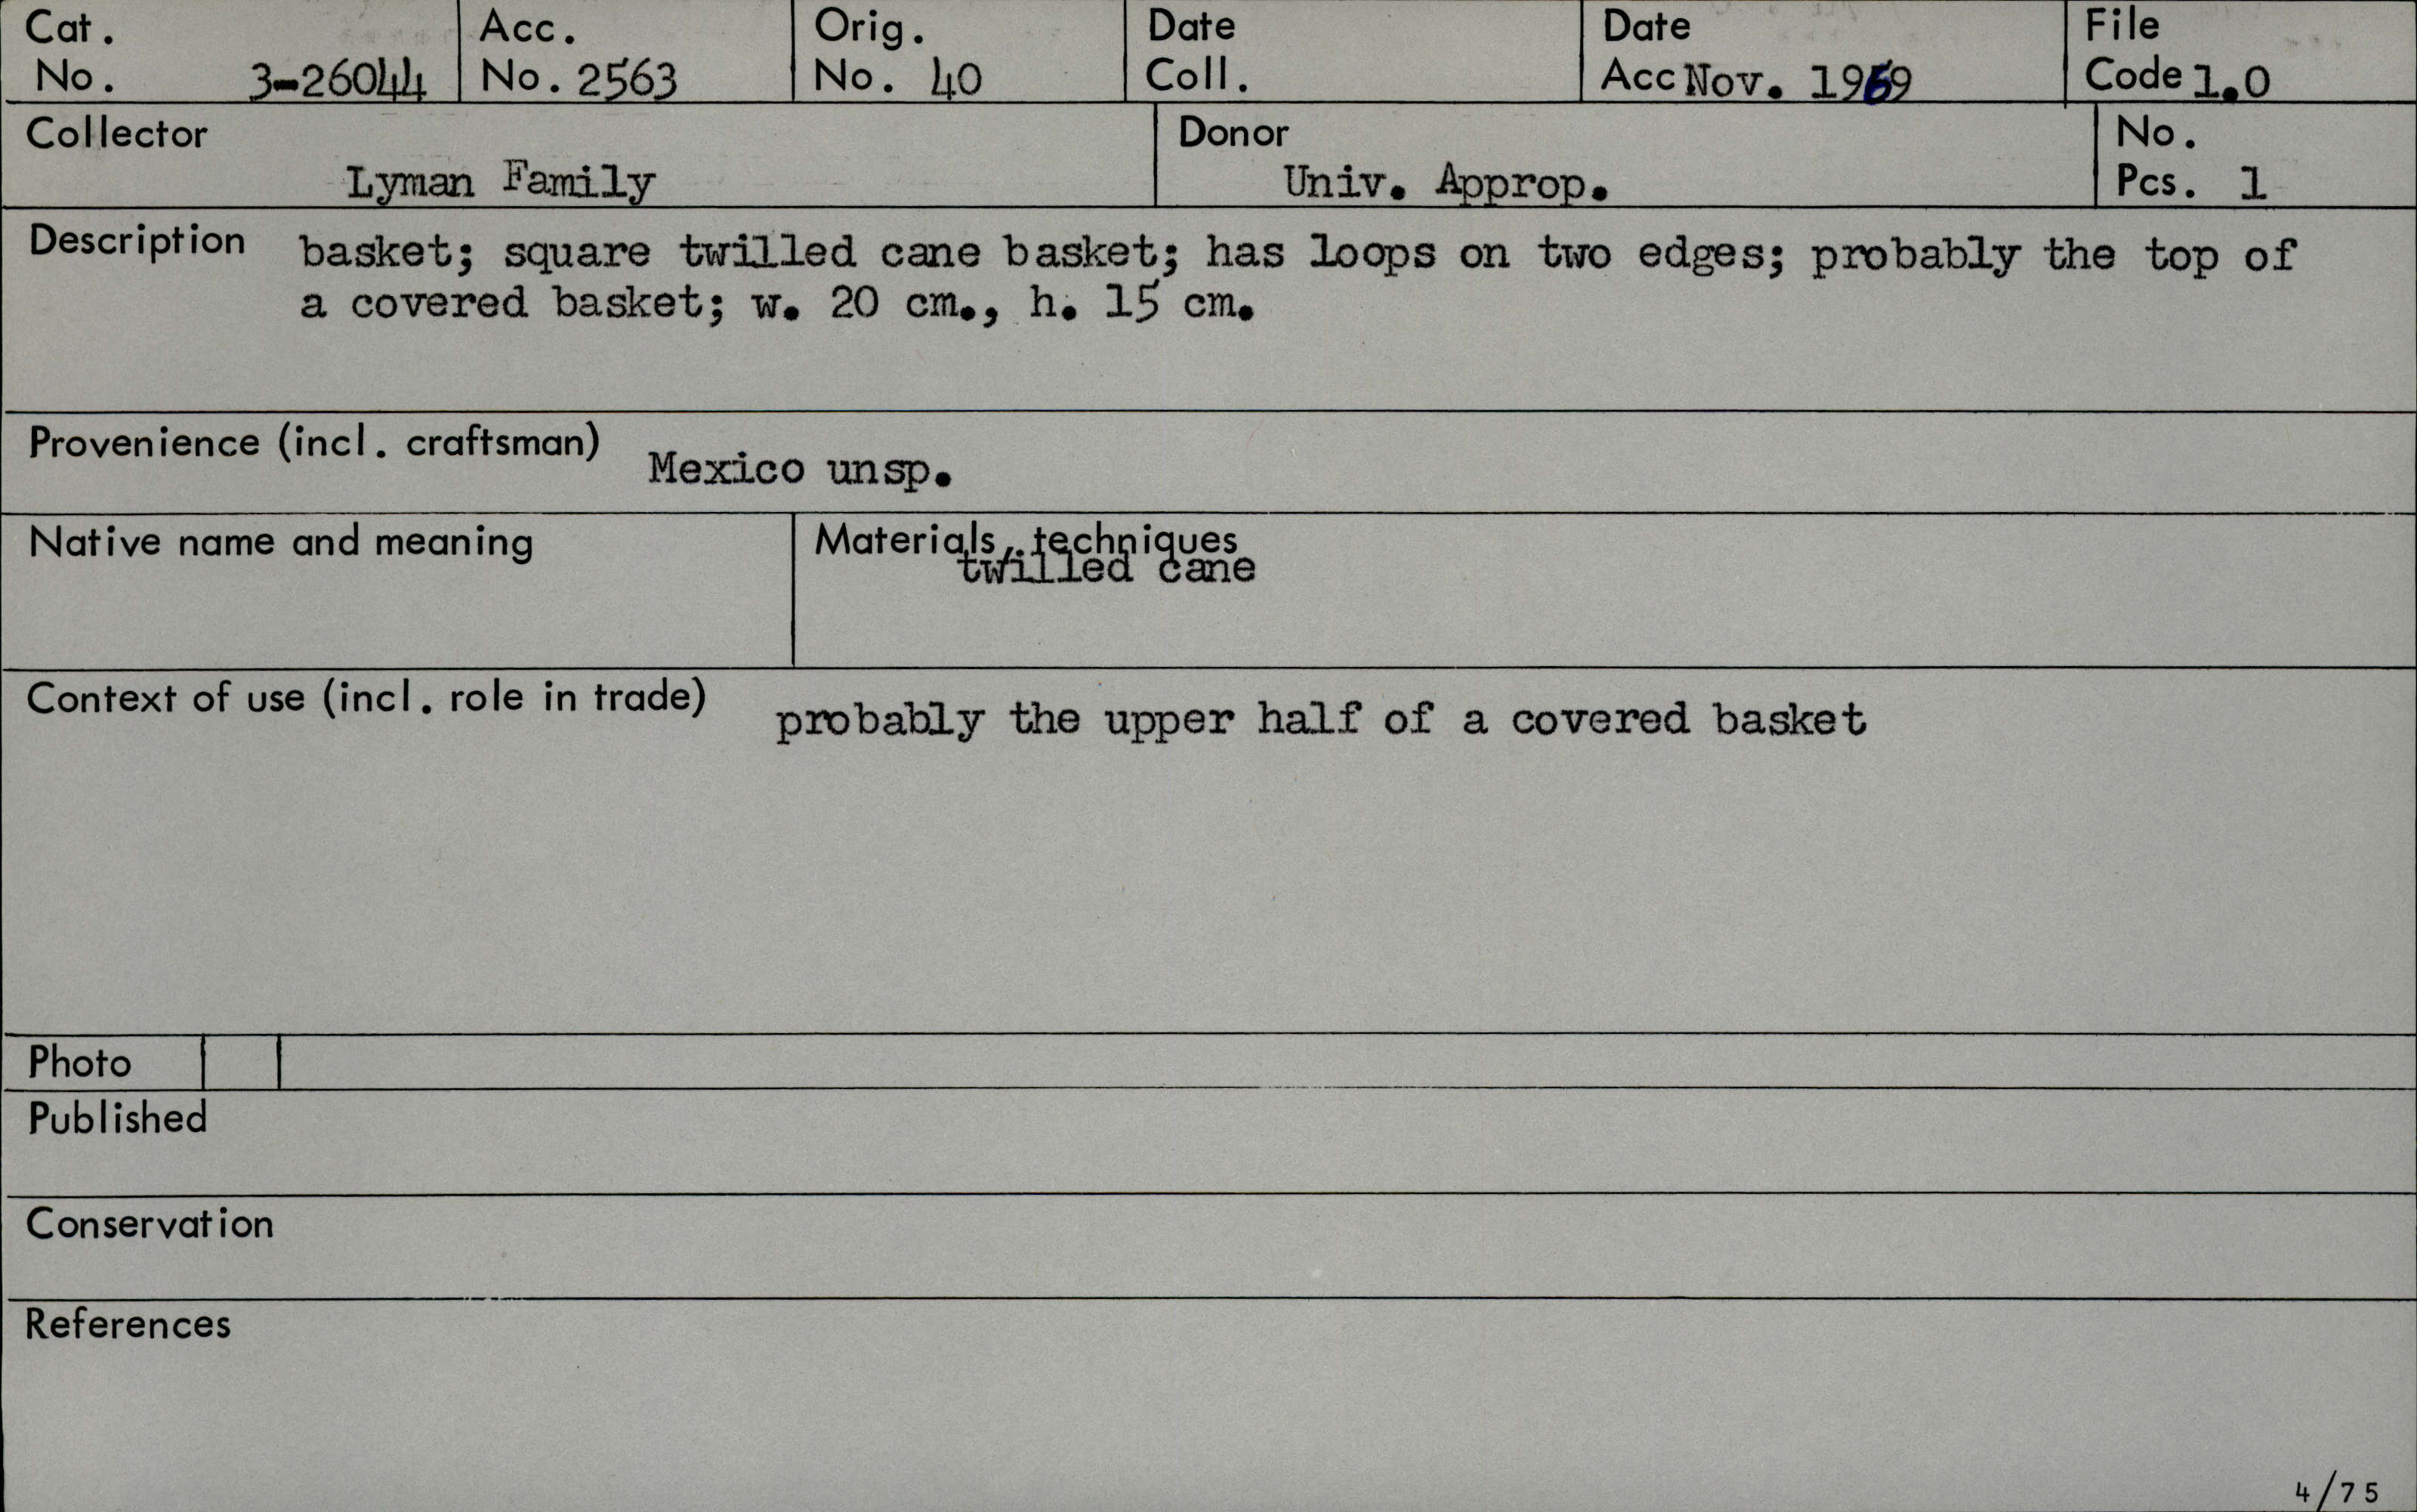 Cat. No. 3-26044
Acc. No. 2563
Orig. No. 40
Date Coll.
Date Acc Nov. 1969
File Code 1.0
Collector
Lyman Family
Donor
Univ. Approp.
No. Pcs. 1
Description basket; square twilled cane basket; has loops on two edges; probably the top of
a covered basket; w. 20 cm., h. 15 cm.
Provenience (incl. craftsman) Mexico unsp.
Native name and meaning
Materials, techniques
twilled cane
Context of use (incl. role in trade) probably the upper half of a covered basket
Photo
Published
Conservation
References
4/75